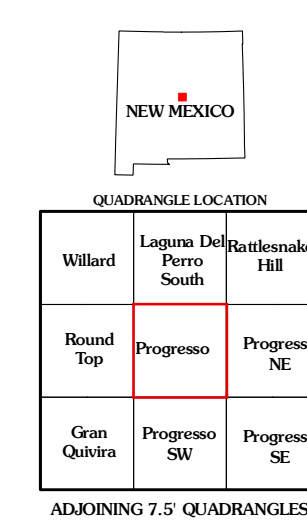 NEW MEXICO
QUADRANGLE LOCATION
Willard
Laguna Del
Perro
South
Rattlesnake
Hill
Round
Top
Progresso
Progress
NE
Gran
Quivira
Progresso
SW
Progress
SE
ADJOINING 7.5' QUADRANGLES